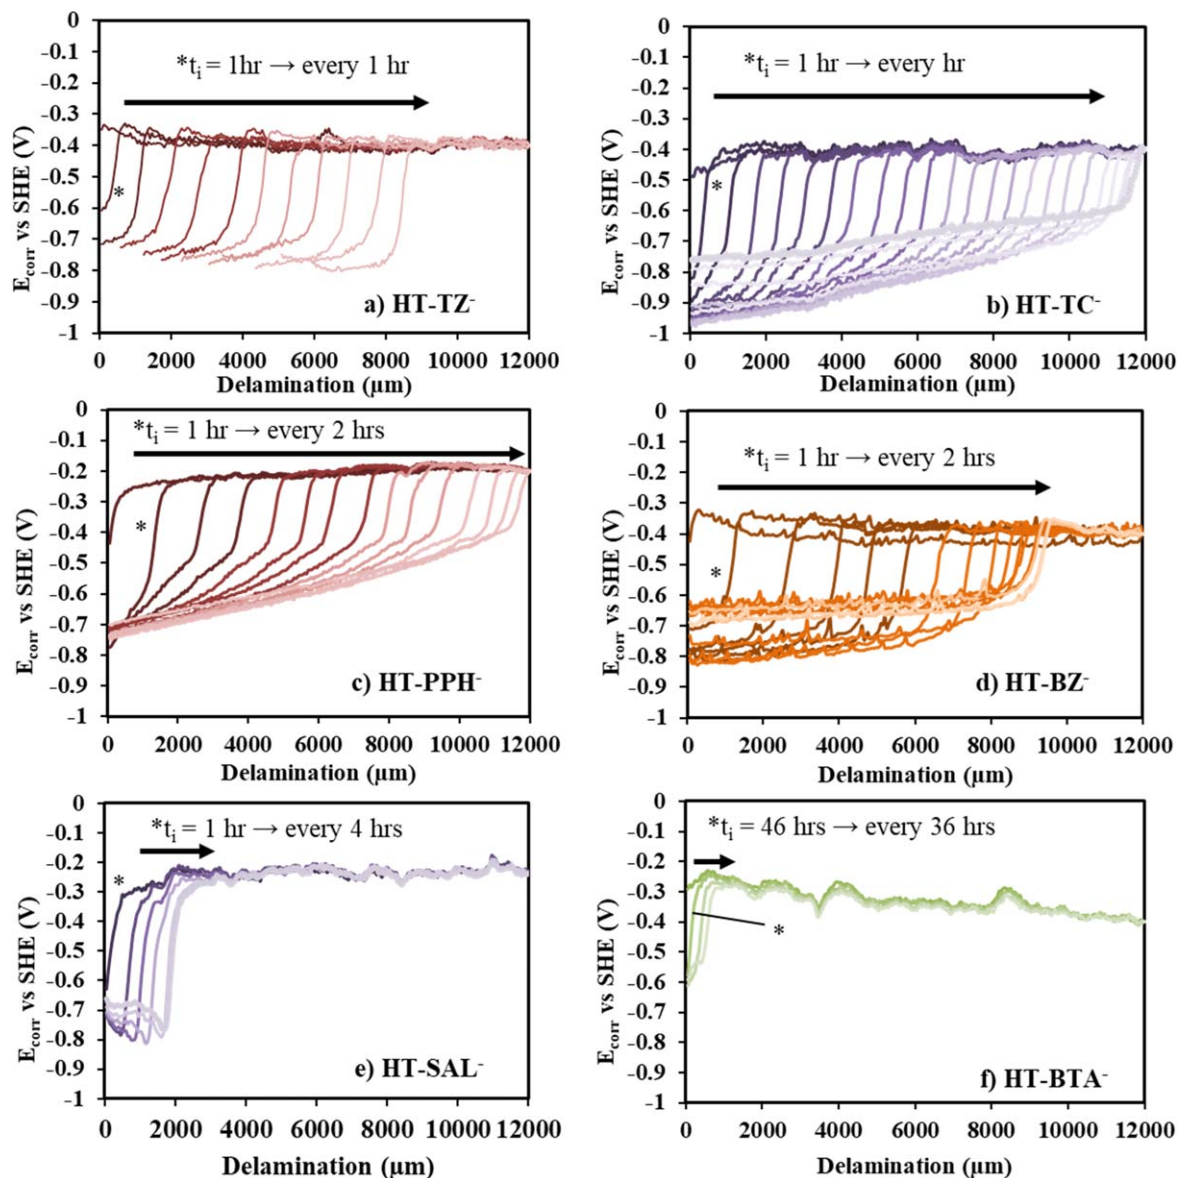 0
-0.1
-0.2
-0.3
-0.4
-0.5
-0.6
-0.7
-0.8
-0.9
-1
E_corr vs SHE (V)
*t_i = 1hr → every 1 hr
*
a) HT-TZ⁻
0 2000 4000 6000 8000 10000 12000
Delamination (µm)
0
-0.1
-0.2
-0.3
-0.4
-0.5
-0.6
-0.7
-0.8
-0.9
-1
E_corr vs SHE (V)
*t_i = 1 hr → every hr
*
b) HT-TC⁻
0 2000 4000 6000 8000 10000 12000
Delamination (µm)
0
-0.1
-0.2
-0.3
-0.4
-0.5
-0.6
-0.7
-0.8
-0.9
-1
E_corr vs SHE (V)
*t_i = 1 hr → every 2 hrs
*
c) HT-PPH⁻
0 2000 4000 6000 8000 10000 12000
Delamination (µm)
0
-0.1
-0.2
-0.3
-0.4
-0.5
-0.6
-0.7
-0.8
-0.9
-1
E_corr vs SHE (V)
*t_i = 1 hr → every 2 hrs
*
d) HT-BZ⁻
0 2000 4000 6000 8000 10000 12000
Delamination (µm)
0
-0.1
-0.2
-0.3
-0.4
-0.5
-0.6
-0.7
-0.8
-0.9
-1
E_corr vs SHE (V)
*t_i = 1 hr → every 4 hrs
*
e) HT-SAL⁻
0 2000 4000 6000 8000 10000 12000
Delamination (µm)
0
-0.1
-0.2
-0.3
-0.4
-0.5
-0.6
-0.7
-0.8
-0.9
-1
E_corr vs SHE (V)
*t_i = 46 hrs → every 36 hrs
*
f) HT-BTA⁻
0 2000 4000 6000 8000 10000 12000
Delamination (µm)